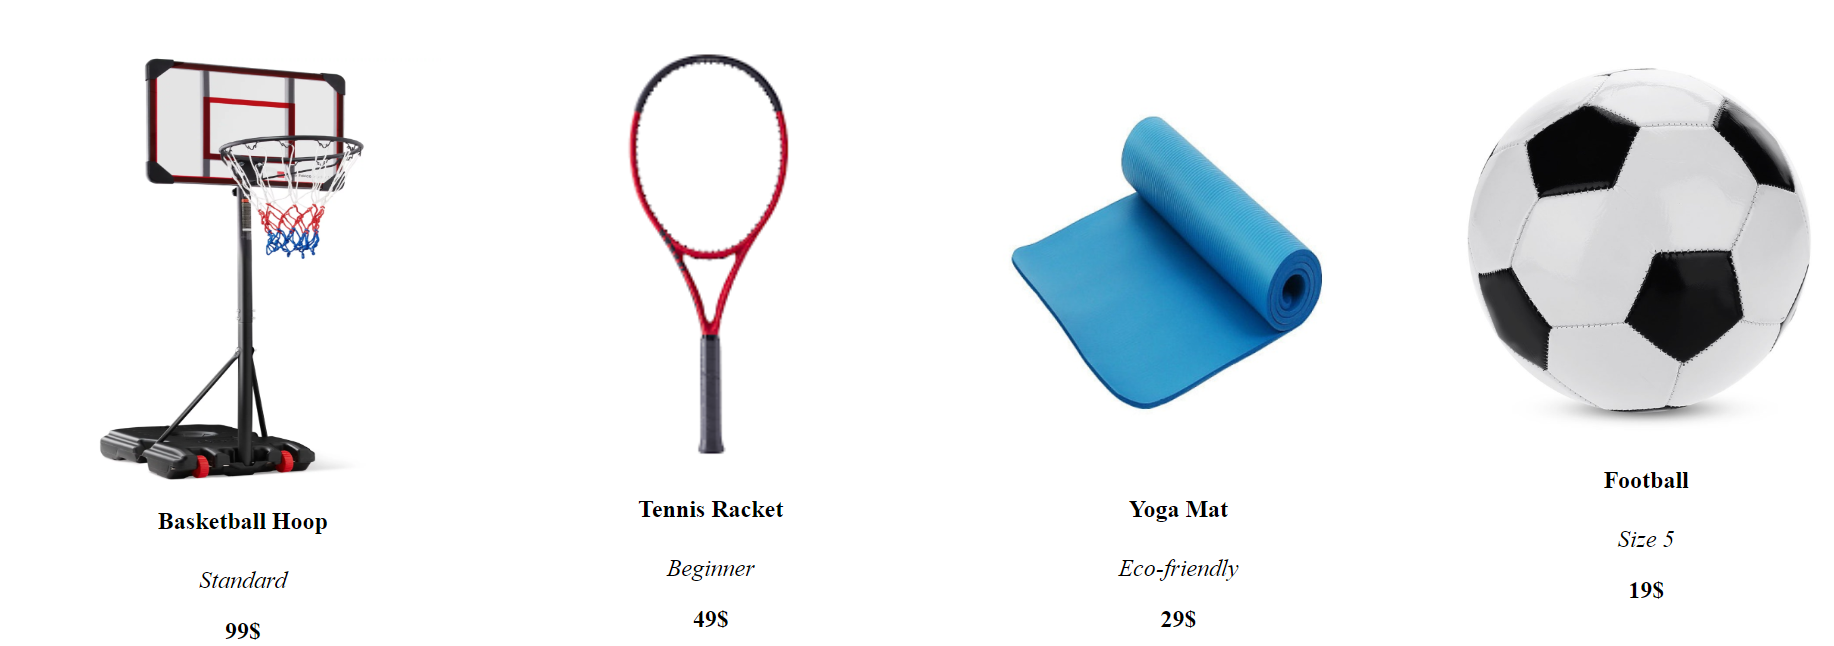 Basketball Hoop
Standard
99$
Tennis Racket
Beginner
49$
Yoga Mat
Eco-friendly
29$
Football
Size 5
19$